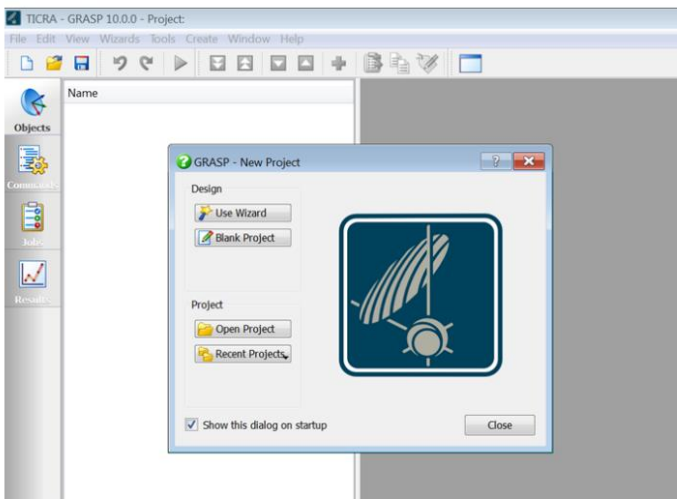 TICRA - GRASP 10.0.0 - Project:
File Edit View Wizards Tools Create Window Help
Name
Objects
Commands
Jobs
Results
GRASP - New Project
Design
Use Wizard
Blank Project
Project
Open Project
Recent Projects
Show this dialog on startup
Close